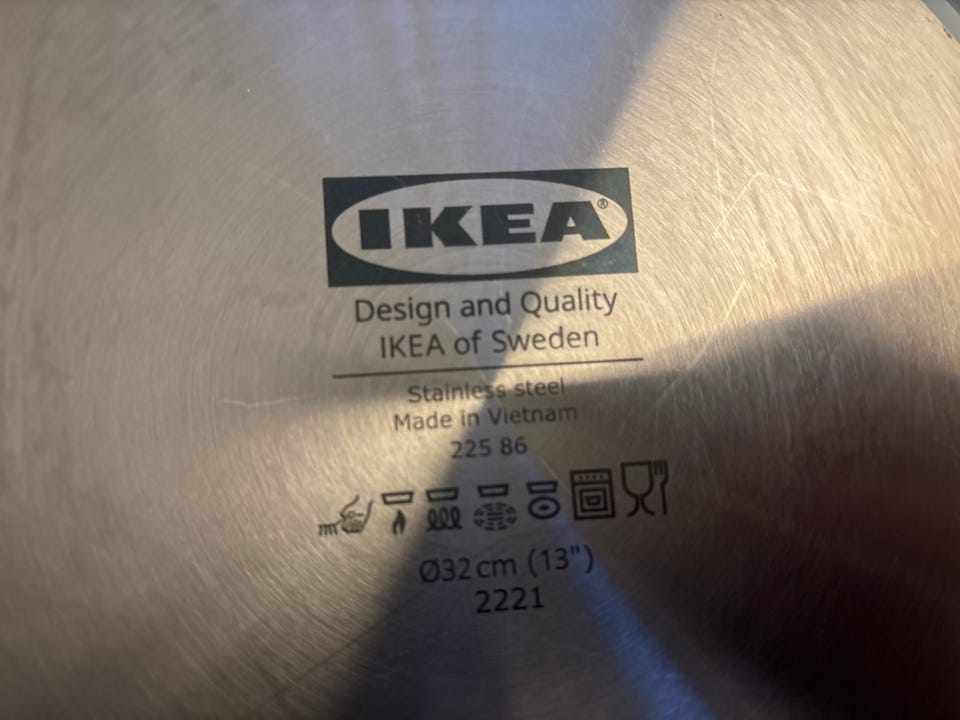 IKEA®
Design and Quality
IKEA of Sweden
Stainless steel
Made in Vietnam
225 86
Ø32cm (13")
2221